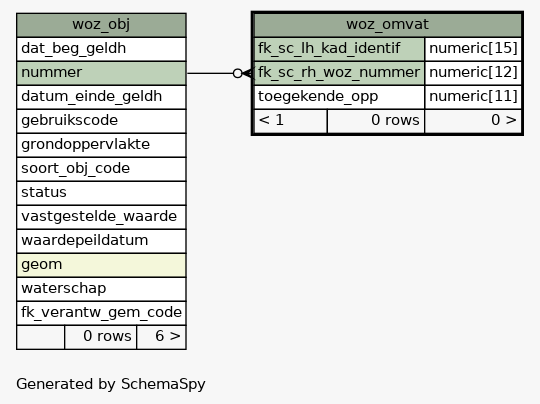 woz_obj
dat_beg_geldh
nummer
datum_einde_geldh
gebruikscode
grondoppervlakte
soort_obj_code
status
vastgestelde_waarde
waardepeildatum
geom
waterschap
fk_verantw_gem_code
0 rows 6 >
woz_omvat
fk_sc_lh_kad_identif numeric[15]
fk_sc_rh_woz_nummer numeric[12]
toegekende_opp numeric[11]
< 1 0 rows 0 >
Generated by SchemaSpy